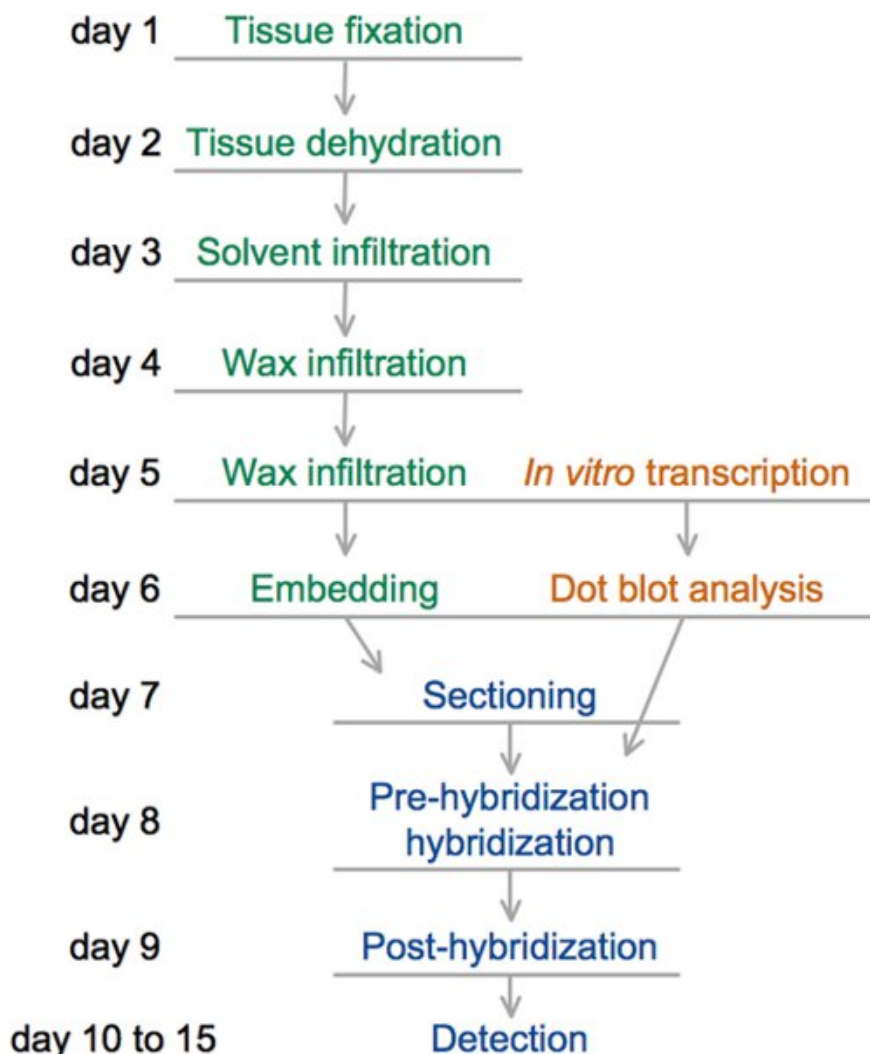 day 1 Tissue fixation
day 2 Tissue dehydration
day 3 Solvent infiltration
day 4 Wax infiltration
day 5 Wax infiltration In vitro transcription
day 6 Embedding Dot blot analysis
day 7 Sectioning
day 8 Pre-hybridization
hybridization
day 9 Post-hybridization
day 10 to 15 Detection